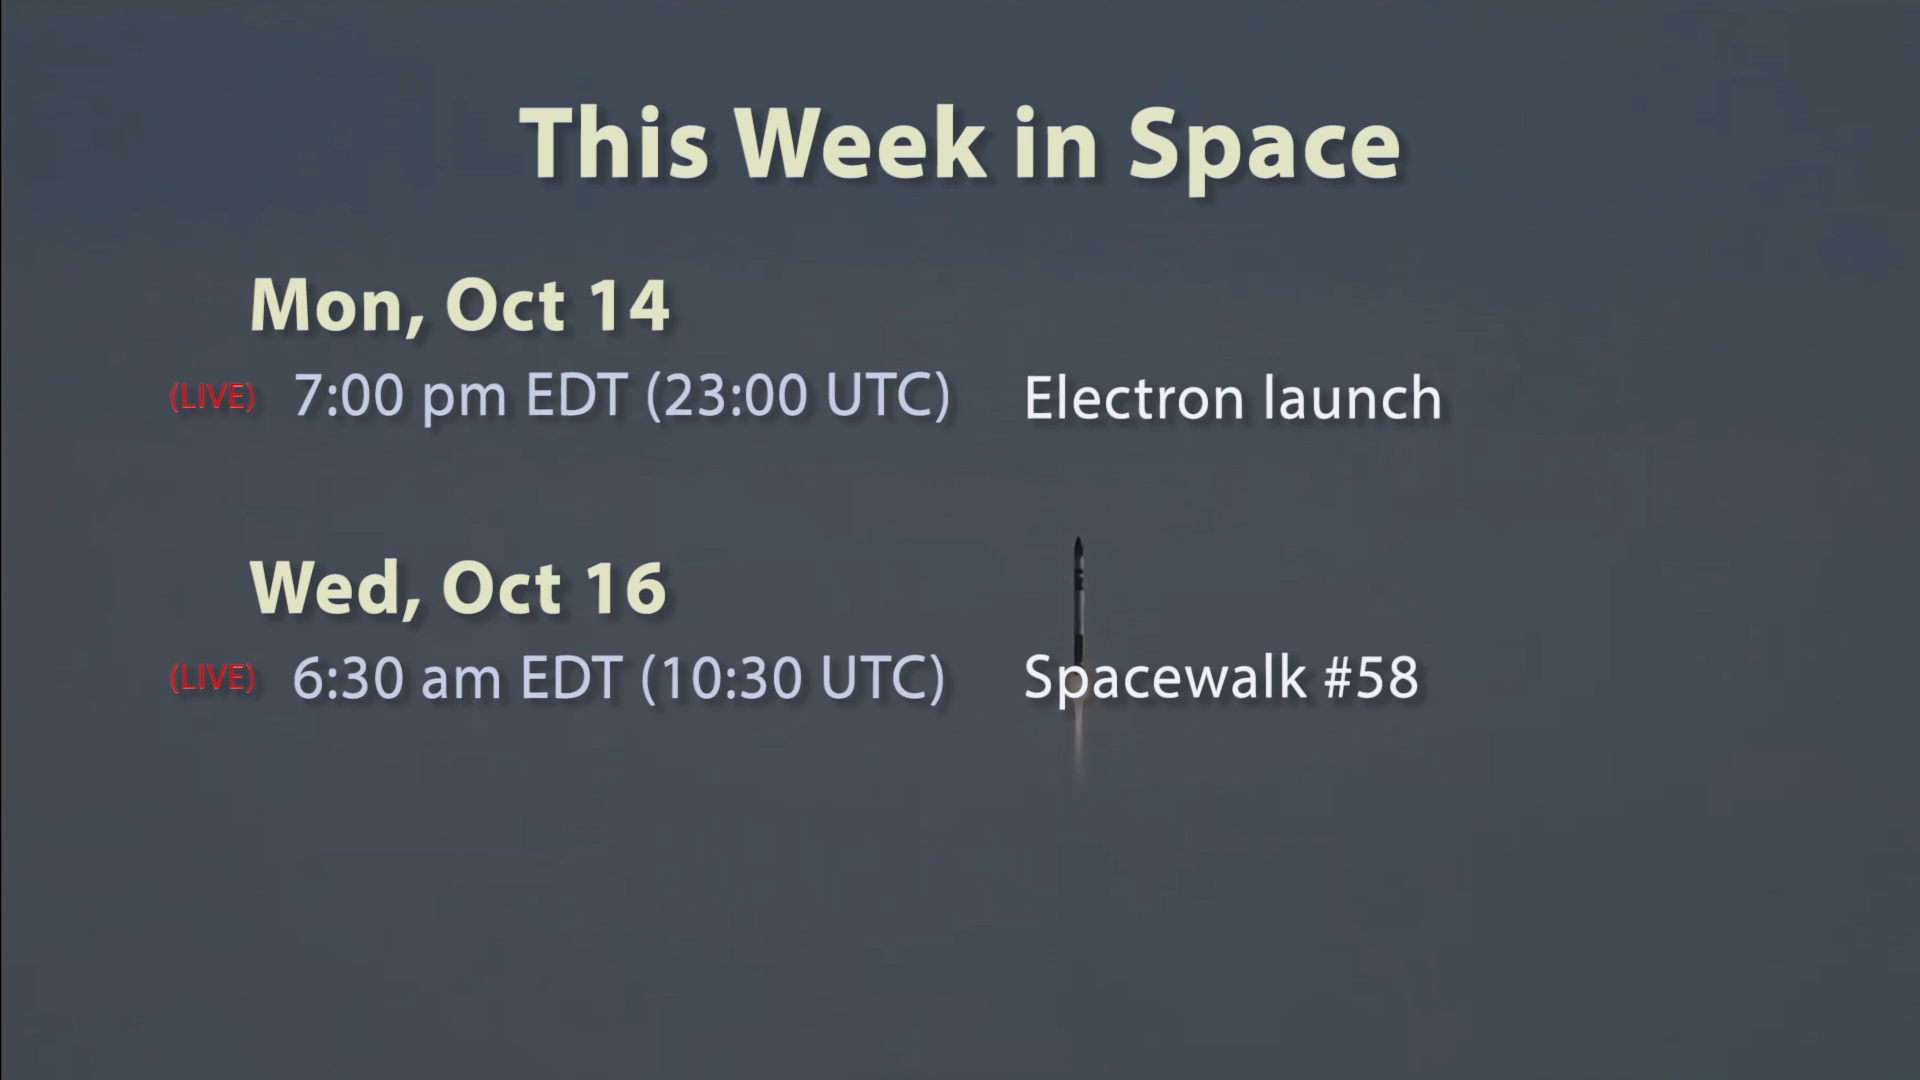 This Week in Space
Mon, Oct 14
(LIVE) 7:00 pm EDT (23:00 UTC) Electron launch
Wed, Oct 16
(LIVE) 6:30 am EDT (10:30 UTC) Spacewalk #58